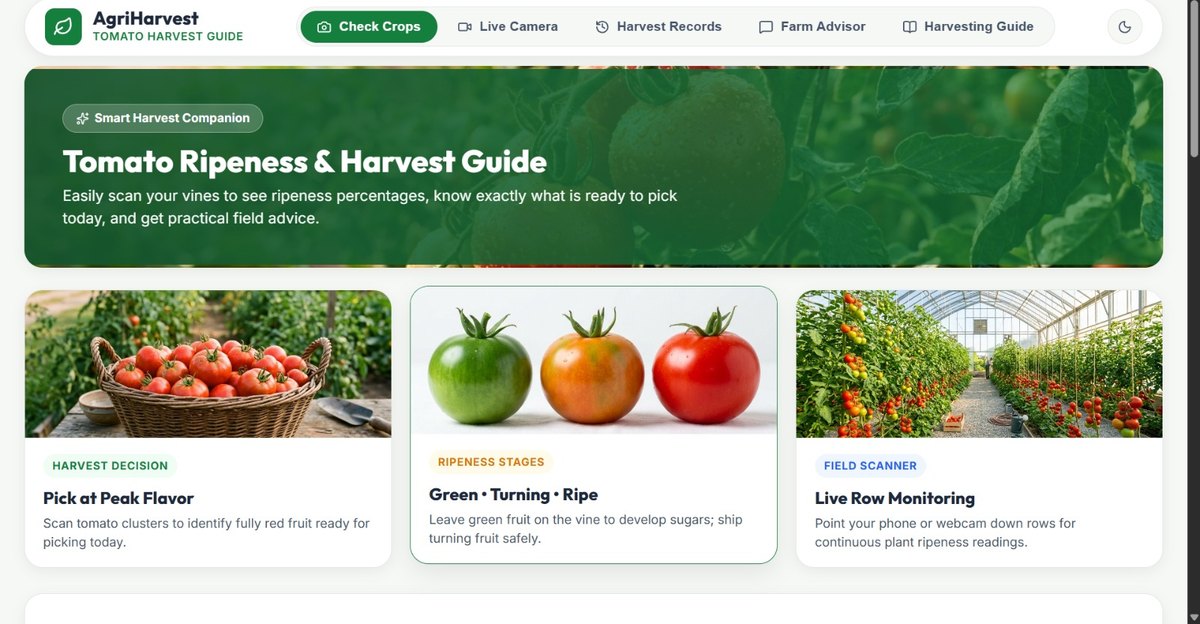 AgriHarvest
TOMATO HARVEST GUIDE
Check Crops
Live Camera
Harvest Records
Farm Advisor
Harvesting Guide
Smart Harvest Companion
Tomato Ripeness & Harvest Guide
Easily scan your vines to see ripeness percentages, know exactly what is ready to pick
today, and get practical field advice.
HARVEST DECISION
Pick at Peak Flavor
Scan tomato clusters to identify fully red fruit ready for
picking today.
RIPENESS STAGES
Green • Turning • Ripe
Leave green fruit on the vine to develop sugars; ship
turning fruit safely.
FIELD SCANNER
Live Row Monitoring
Point your phone or webcam down rows for
continuous plant ripeness readings.